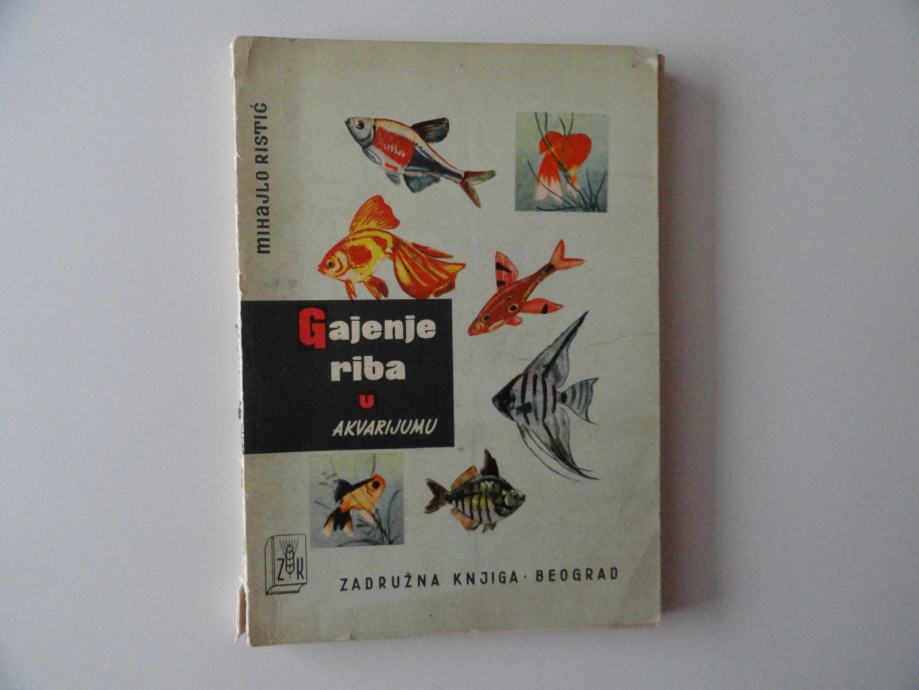 MIHAJLO RISTIĆ
Gajenje
riba
u
AKVARIJUMU
Z K
ZADRUŽNA KNJIGA · BEOGRAD